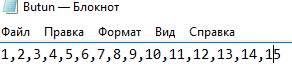 Butun — Блокнот
Файл Правка Формат Вид Справка
1,2,3,4,5,6,7,8,9,10,11,12,13,14,15